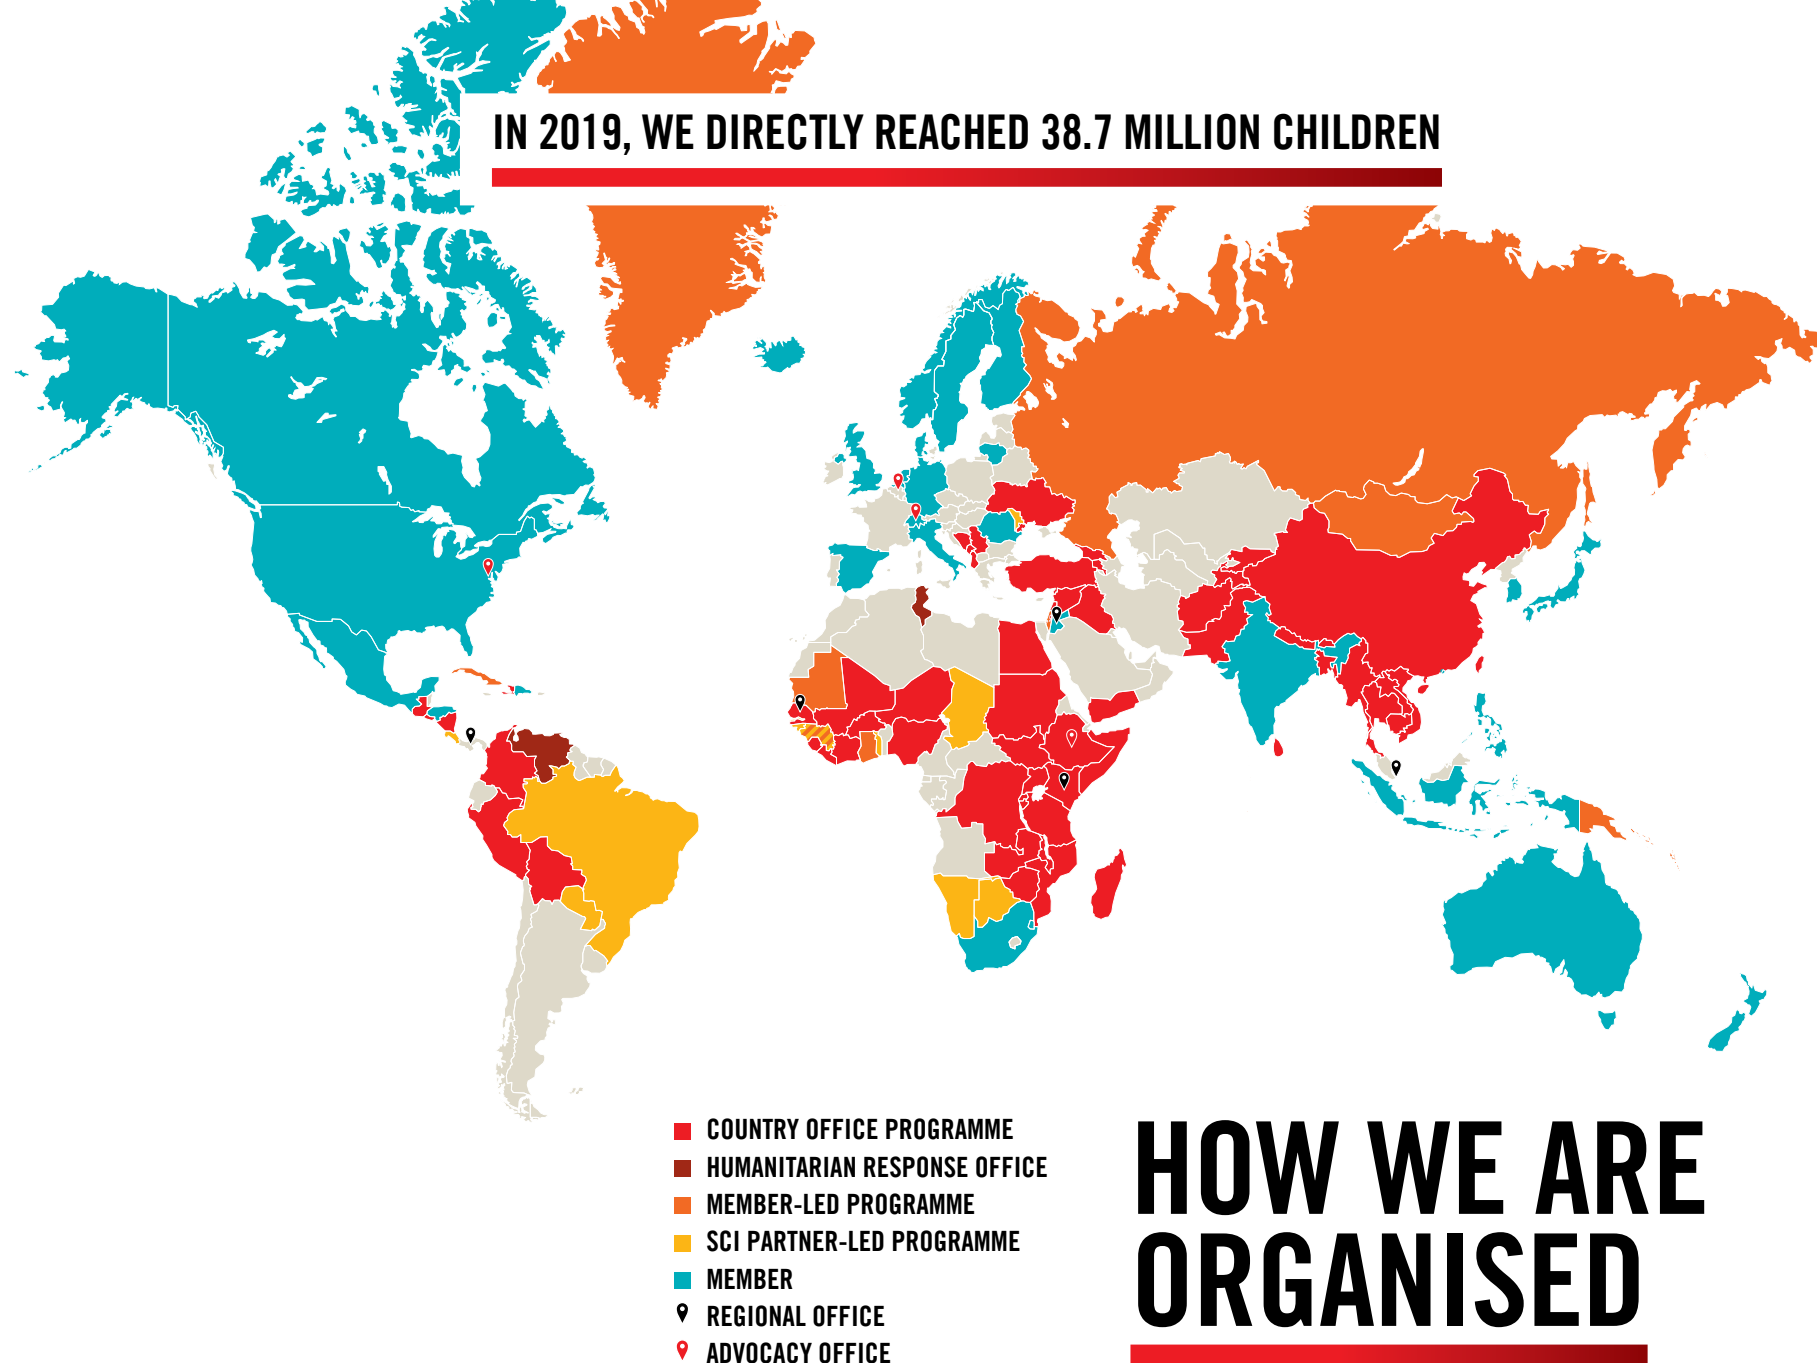 IN 2019, WE DIRECTLY REACHED 38.7 MILLION CHILDREN
COUNTRY OFFICE PROGRAMME
HUMANITARIAN RESPONSE OFFICE
MEMBER-LED PROGRAMME
SCI PARTNER-LED PROGRAMME
MEMBER
REGIONAL OFFICE
ADVOCACY OFFICE
HOW WE ARE
ORGANISED